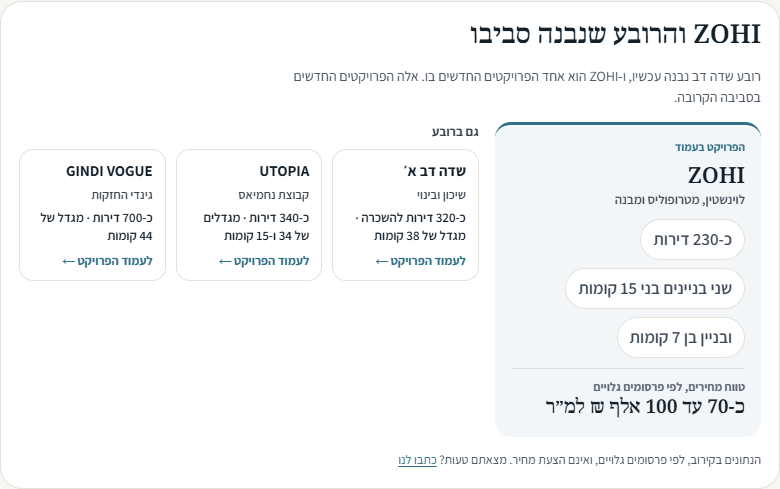 ZOHI והרובע שנבנה סביבו
רובע שדה דב נבנה עכשיו, ו-ZOHI הוא אחד הפרויקטים החדשים בו. אלה הפרויקטים החדשים
בסביבה הקרובה.
הפרויקט בעמוד
ZOHI
לוינשטין, מטרופוליס ומבנה
כ-230 דירות
שני בניינים בני 15 קומות
ובניין בן 7 קומות
טווח מחירים, לפי פרסומים גלויים
כ-70 עד 100 אלף ₪ למ״ר
גם ברובע
שדה דב א׳
שיכון ובינוי
כ-320 דירות להשכרה ·
מגדל של 38 קומות
לעמוד הפרויקט ←
UTOPIA
קבוצת נחמיאס
כ-340 דירות · מגדלים
של 34 ו-15 קומות
לעמוד הפרויקט ←
GINDI VOGUE
גינדי החזקות
כ-700 דירות · מגדל של
44 קומות
לעמוד הפרויקט ←
הנתונים בקירוב, לפי פרסומים גלויים, ואינם הצעת מחיר. מצאתם טעות? כתבו לנו